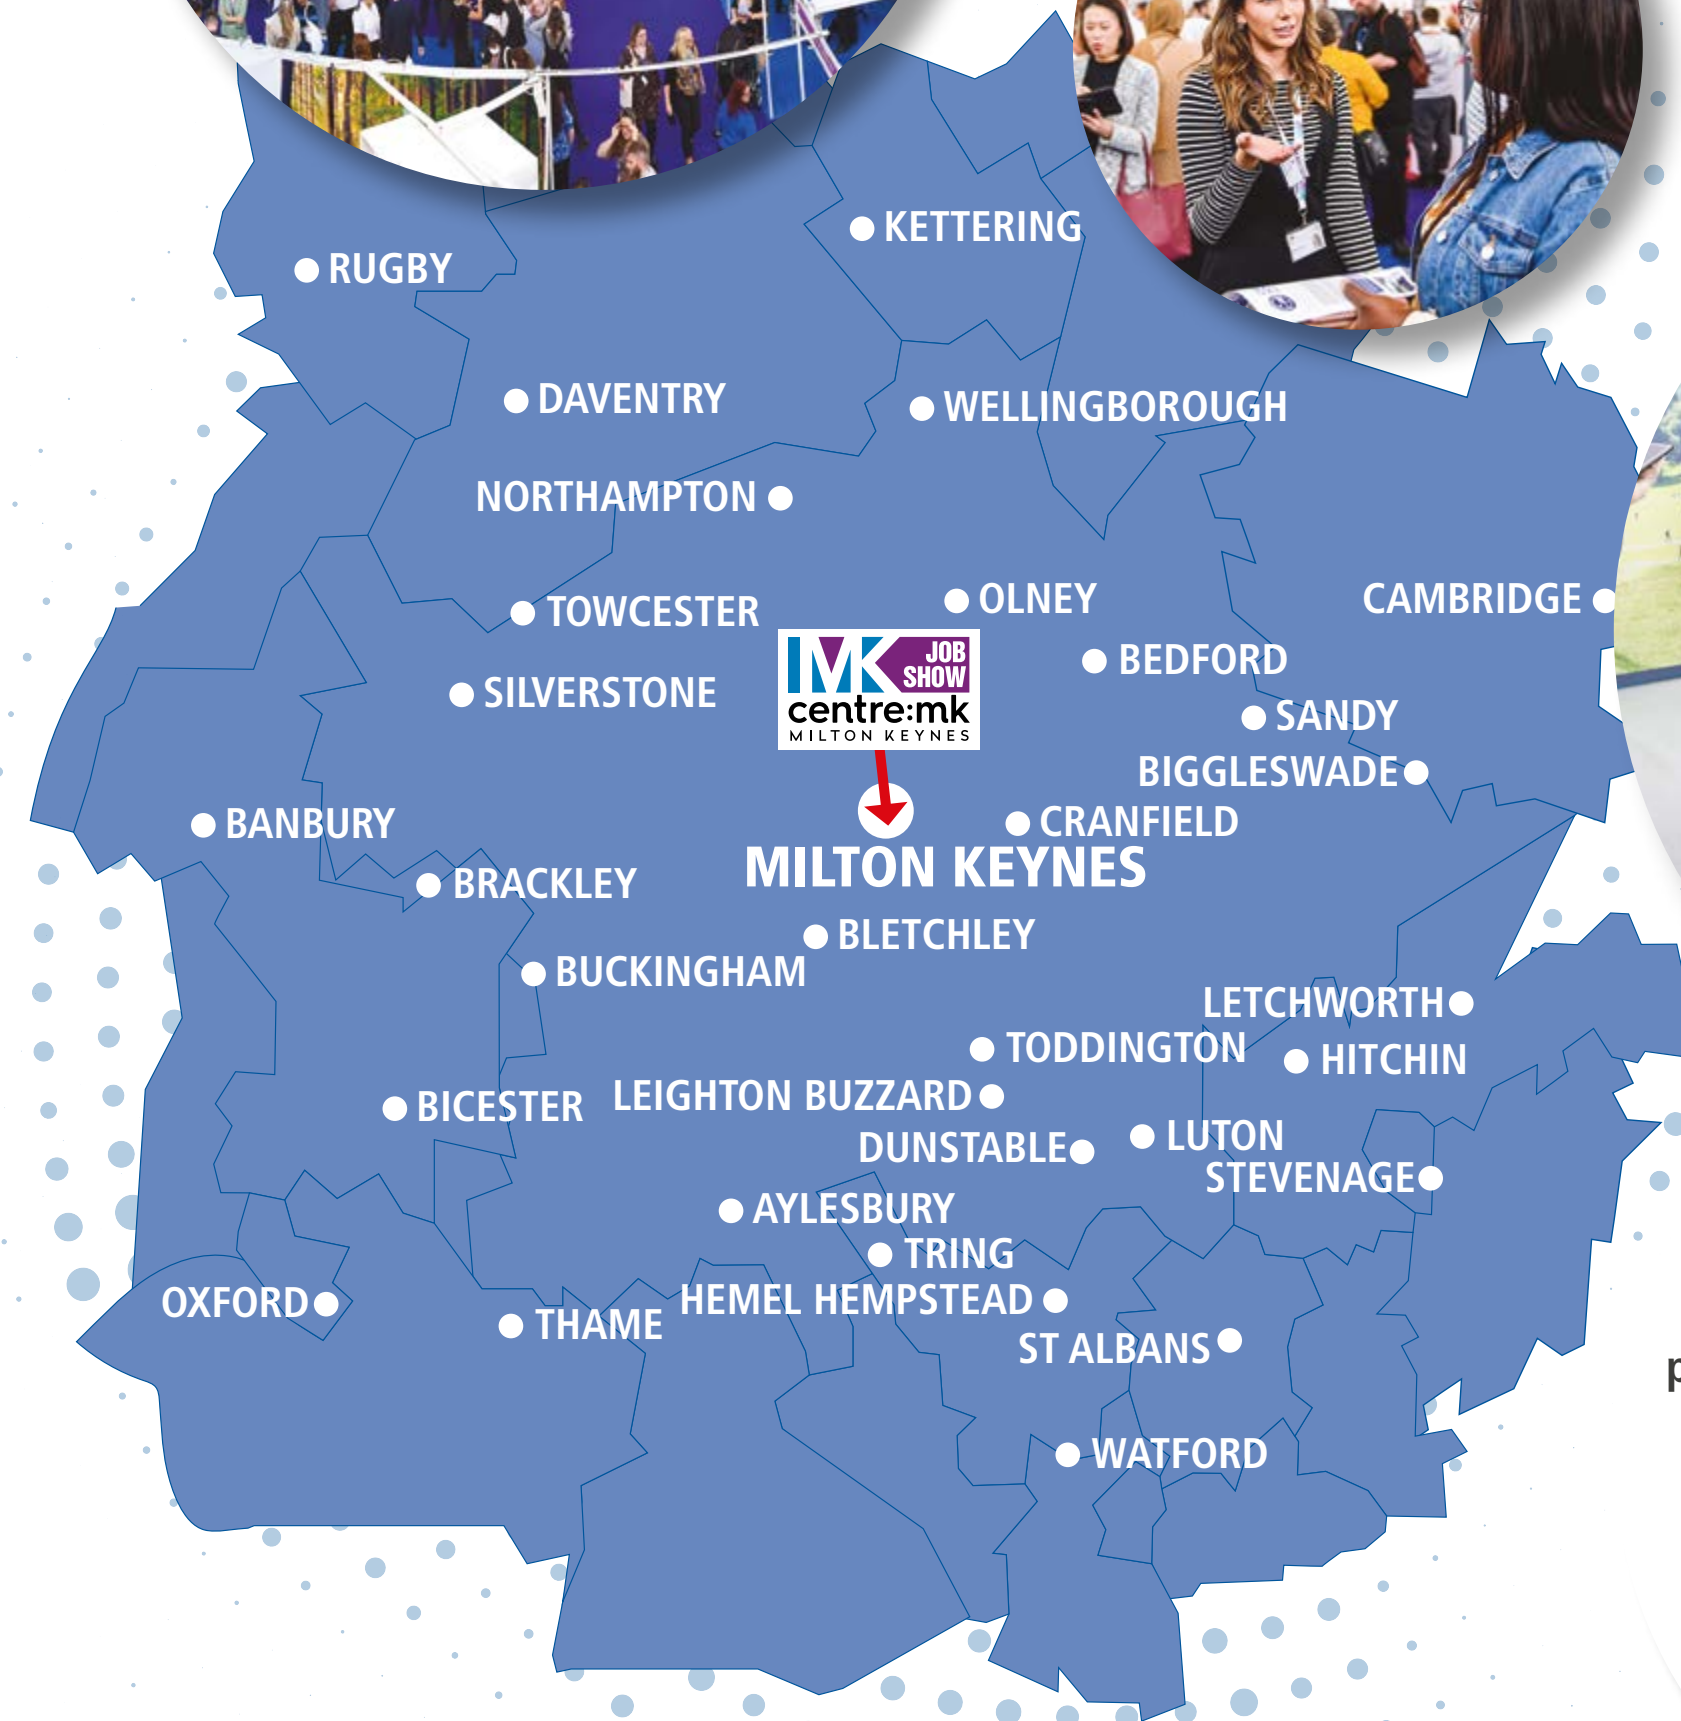 KETTERING
RUGBY
DAVENTRY
WELLINGBOROUGH
NORTHAMPTON
TOWCESTER
OLNEY
CAMBRIDGE
MK JOB
SHOW
centre:mk
MILTON KEYNES
BEDFORD
SILVERSTONE
SANDY
BIGGLESWADE
BANBURY
CRANFIELD
MILTON KEYNES
BRACKLEY
BLETCHLEY
BUCKINGHAM
LETCHWORTH
TODDINGTON
HITCHIN
LEIGHTON BUZZARD
BICESTER
DUNSTABLE
LUTON
STEVENAGE
AYLESBURY
TRING
OXFORD
HEMEL HEMPSTEAD
THAME
ST ALBANS
p
WATFORD